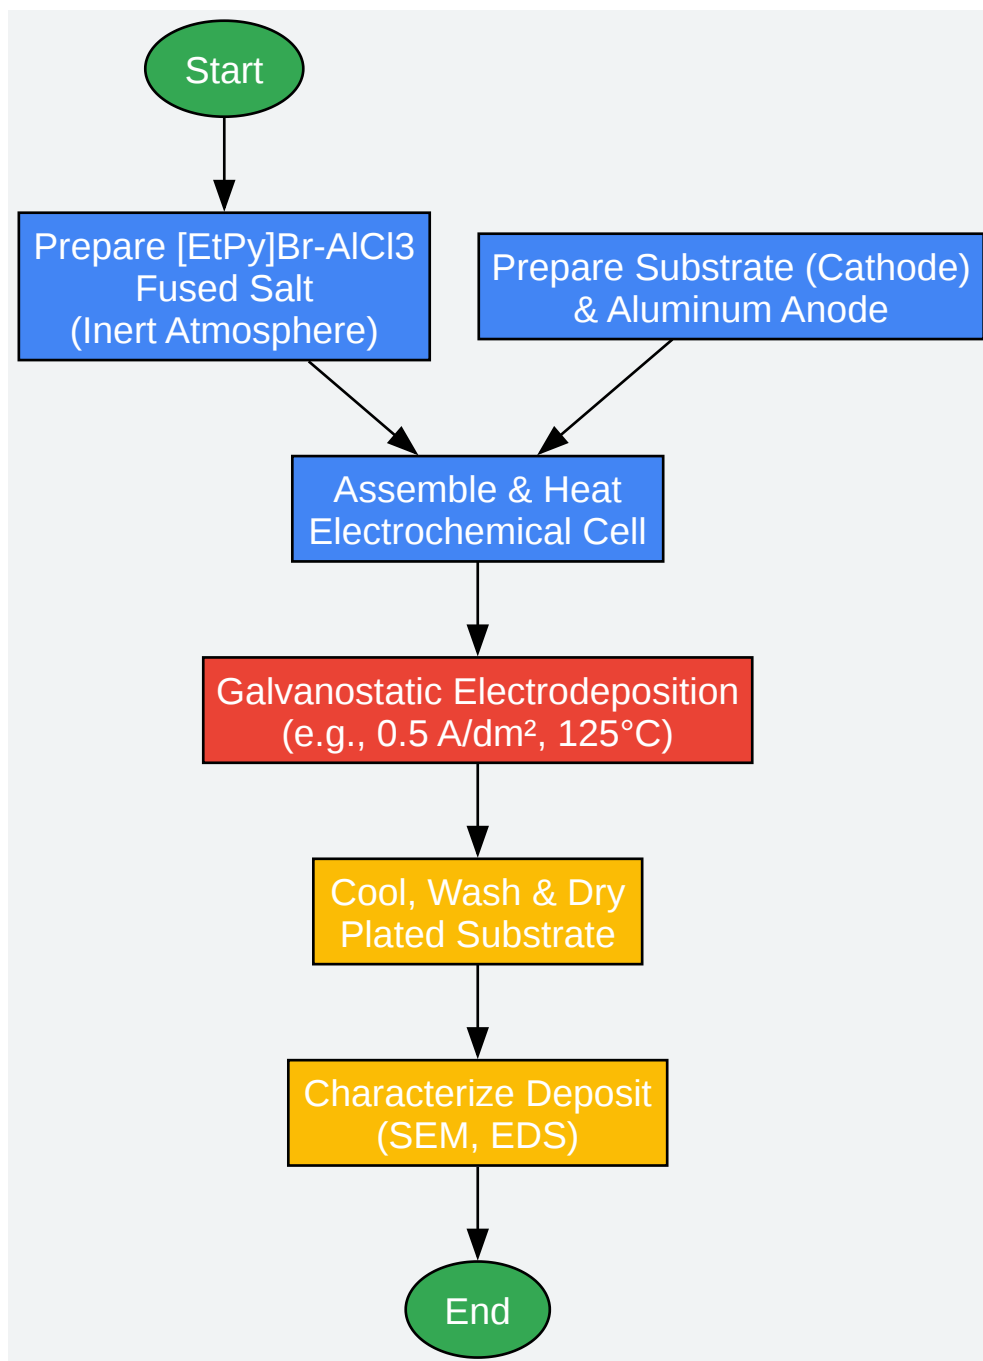 Start
Prepare [EtPy]Br-AlCl3
Fused Salt
(Inert Atmosphere)
Prepare Substrate (Cathode)
& Aluminum Anode
Assemble & Heat
Electrochemical Cell
Galvanostatic Electrodeposition
(e.g., 0.5 A/dm², 125°C)
Cool, Wash & Dry
Plated Substrate
Characterize Deposit
(SEM, EDS)
End